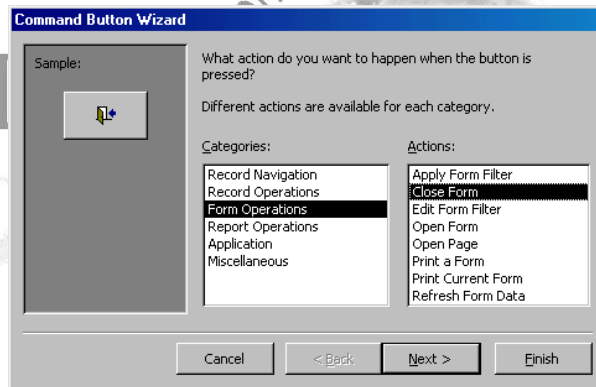 Command Button Wizard
Sample:
What action do you want to happen when the button is
pressed?
Different actions are available for each category.
Categories:
Actions:
Record Navigation
Record Operations
Form Operations
Report Operations
Application
Miscellaneous
Apply Form Filter
Close Form
Edit Form Filter
Open Form
Open Page
Print a Form
Print Current Form
Refresh Form Data
Cancel
< Back
Next >
Finish